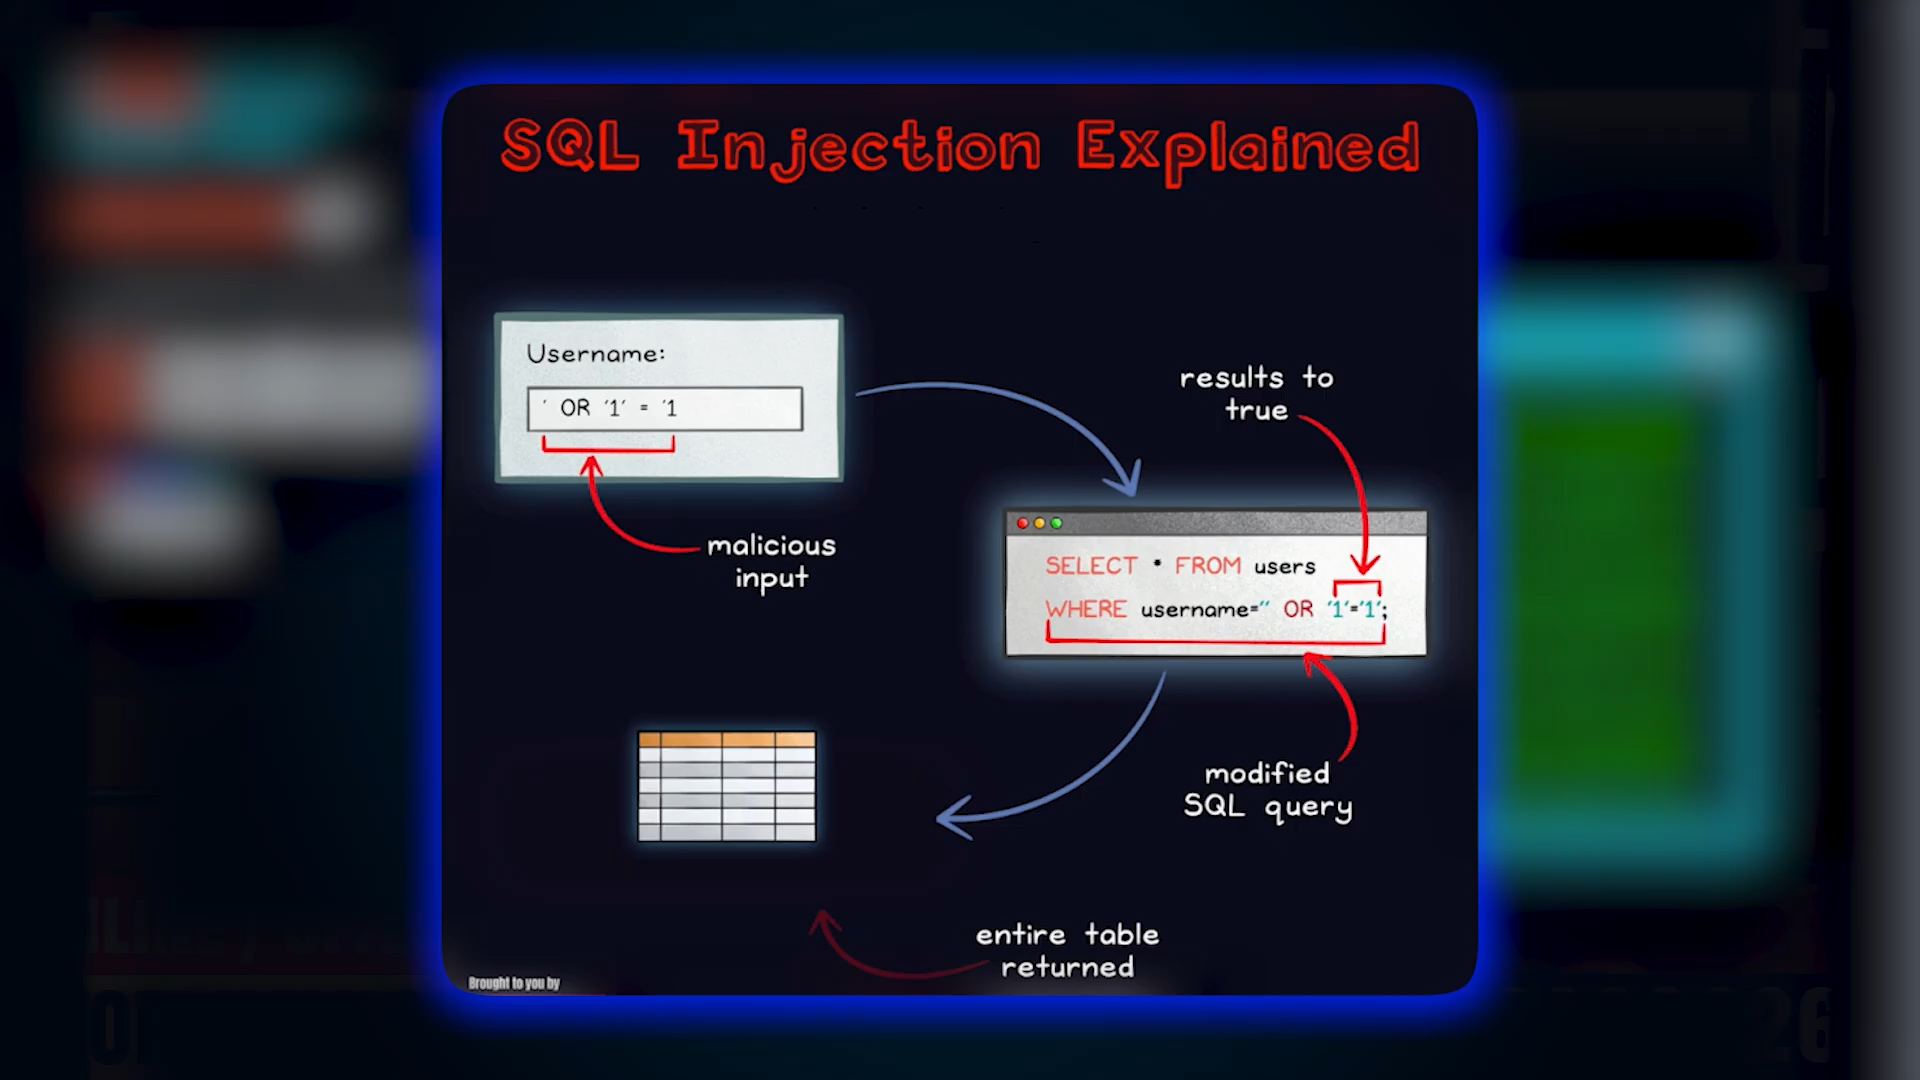 SQL Injection Explained
Username:
' OR '1' = '1
malicious
input
results to
true
SELECT * FROM users
WHERE username='' OR '1'='1';
modified
SQL query
entire table
returned
Brought to you by
26